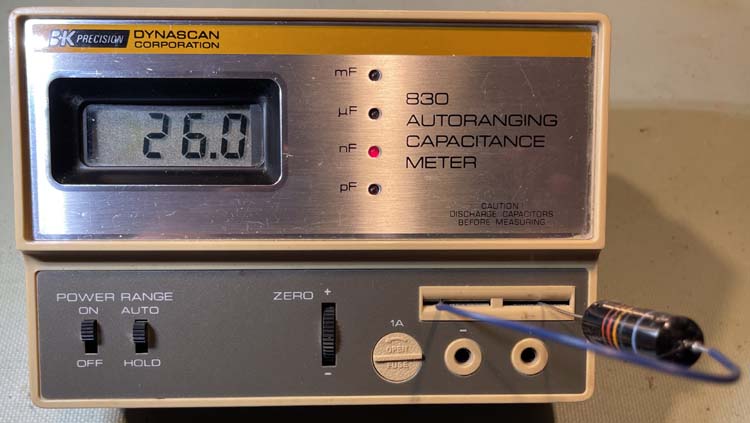 B+K PRECISION
DYNASCAN
CORPORATION
26.0
mF
µF
nF
pF
830
AUTORANGING
CAPACITANCE
METER
CAUTION
DISCHARGE CAPACITORS
BEFORE MEASURING
POWER RANGE
ON AUTO
OFF HOLD
ZERO + -
1A
OPEN
FUSE
-